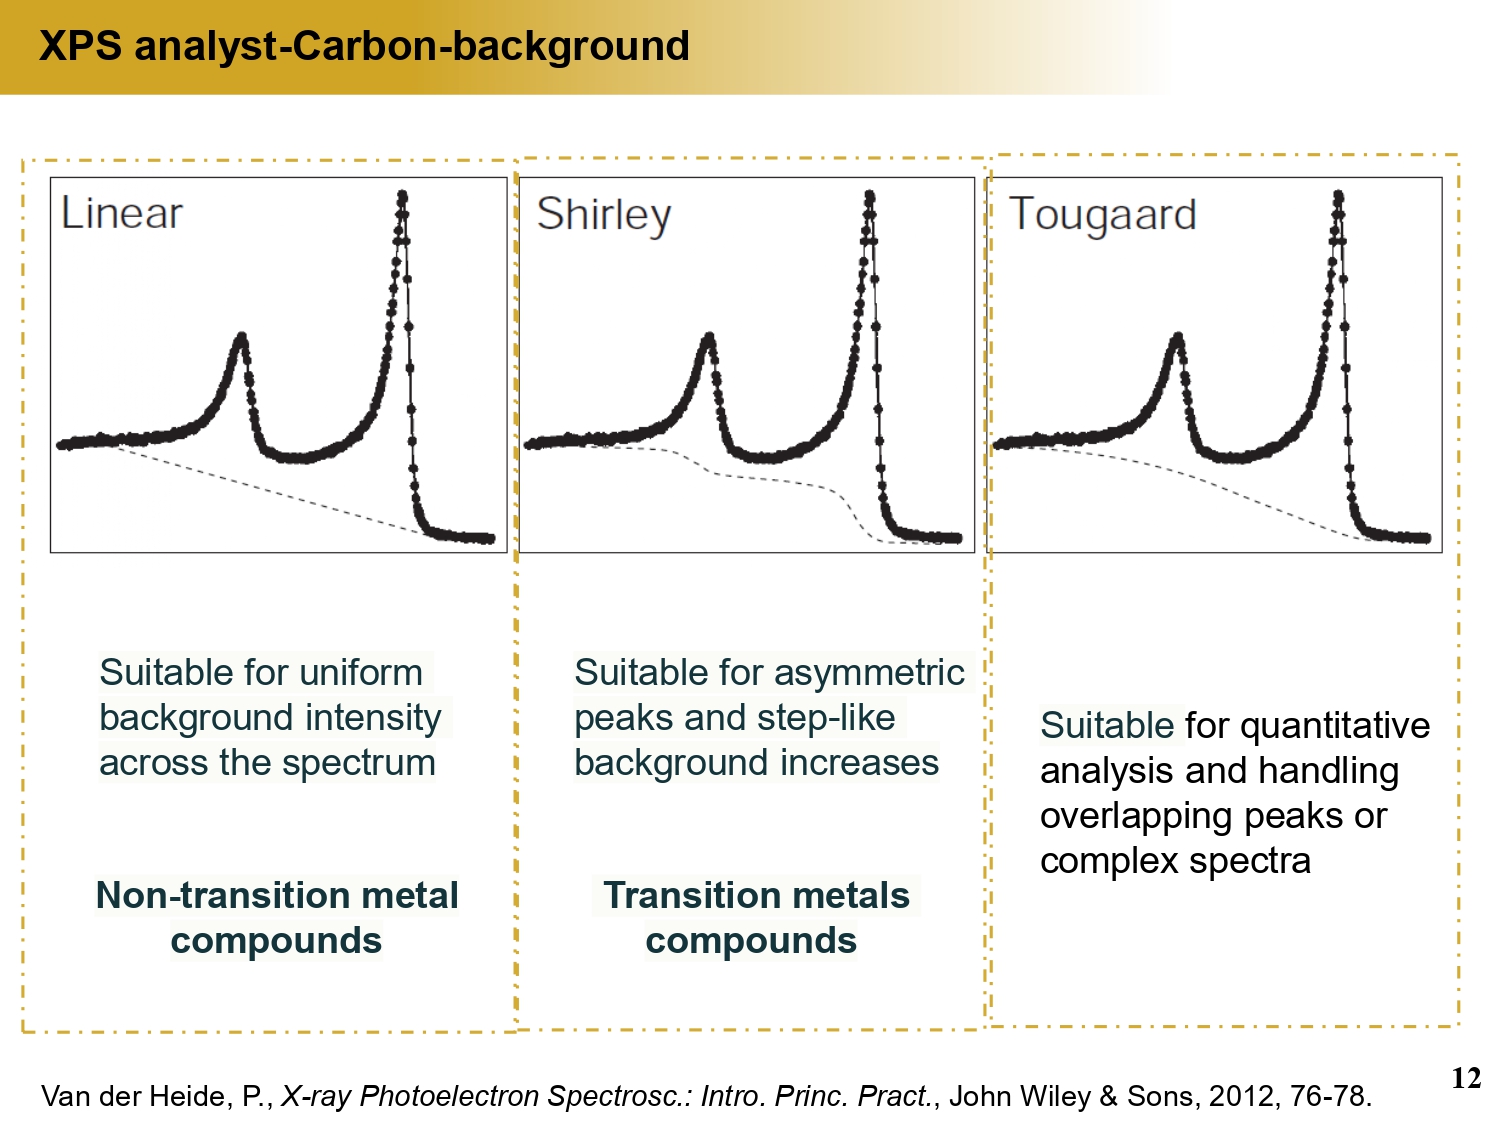 XPS analyst-Carbon-background
Linear
Shirley
Tougaard
Suitable for uniform
background intensity
across the spectrum
Non-transition metal
compounds
Suitable for asymmetric
peaks and step-like
background increases
Transition metals
compounds
Suitable for quantitative
analysis and handling
overlapping peaks or
complex spectra
Van der Heide, P., X-ray Photoelectron Spectrosc.: Intro. Princ. Pract., John Wiley & Sons, 2012, 76-78.
12